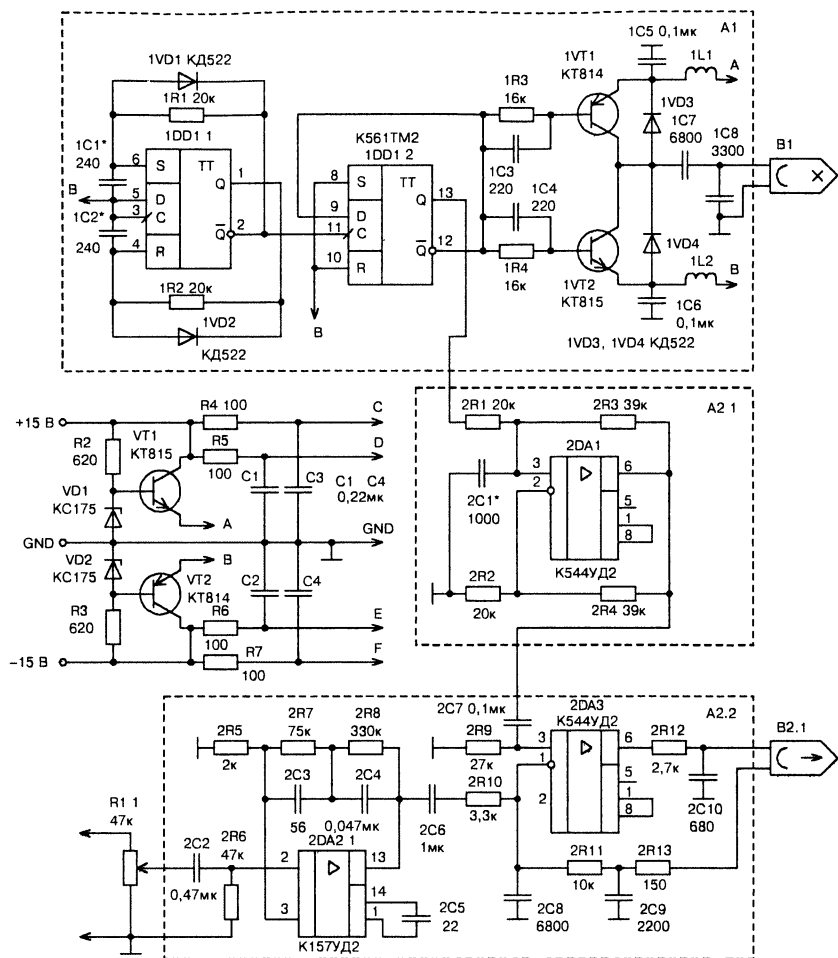 1C5 0,1мк
A1
1VD1 КД522
1R1 20к
1DD1 1
1C1*
240
6
S
TT
Q
1
B
5
D
3
C
Q
2
1C2*
240
4
R
1R2 20к
1VD2
КД522
К561ТМ2
1DD1 2
8
S
TT
Q
13
9
D
11
C
Q
12
10
R
B
1R3
16к
1C3
220
1C4
220
1R4
16к
1VT1
КТ814
1VT2
КТ815
1L1
A
1VD3
1C7
6800
1C8
3300
B1
1VD4
1L2
B
1C6
0,1мк
1VD3, 1VD4 КД522
A2 1
2R1 20к
2R3 39к
2DA1
3
2
6
5
1
8
2C1*
1000
К544УД2
2R2
20к
2R4 39к
+15 В
R4 100
C
VT1
КТ815
R2
620
R5
100
D
C1
C3
C1 C4
0,22мк
VD1
КС175
A
GND
GND
VD2
КС175
B
VT2
КТ814
C2
C4
R3
620
R6
100
E
−15 В
R7
100
F
2C7 0,1мк
2DA3
К544УД2
A2.2
B2.1
2R5
2к
2R7
75к
2R8
330к
2R9
27к
3
1
2
6
5
1
8
2R12
2,7к
2C3
56
2C4
0,047мк
2C6
1мк
2R10
3,3к
2C10
680
R1 1
47к
2C2
0,47мк
2R6
47к
2DA2 1
2
13
3
14
1
2C5
22
К157УД2
2R11
10к
2R13
150
2C8
6800
2C9
2200